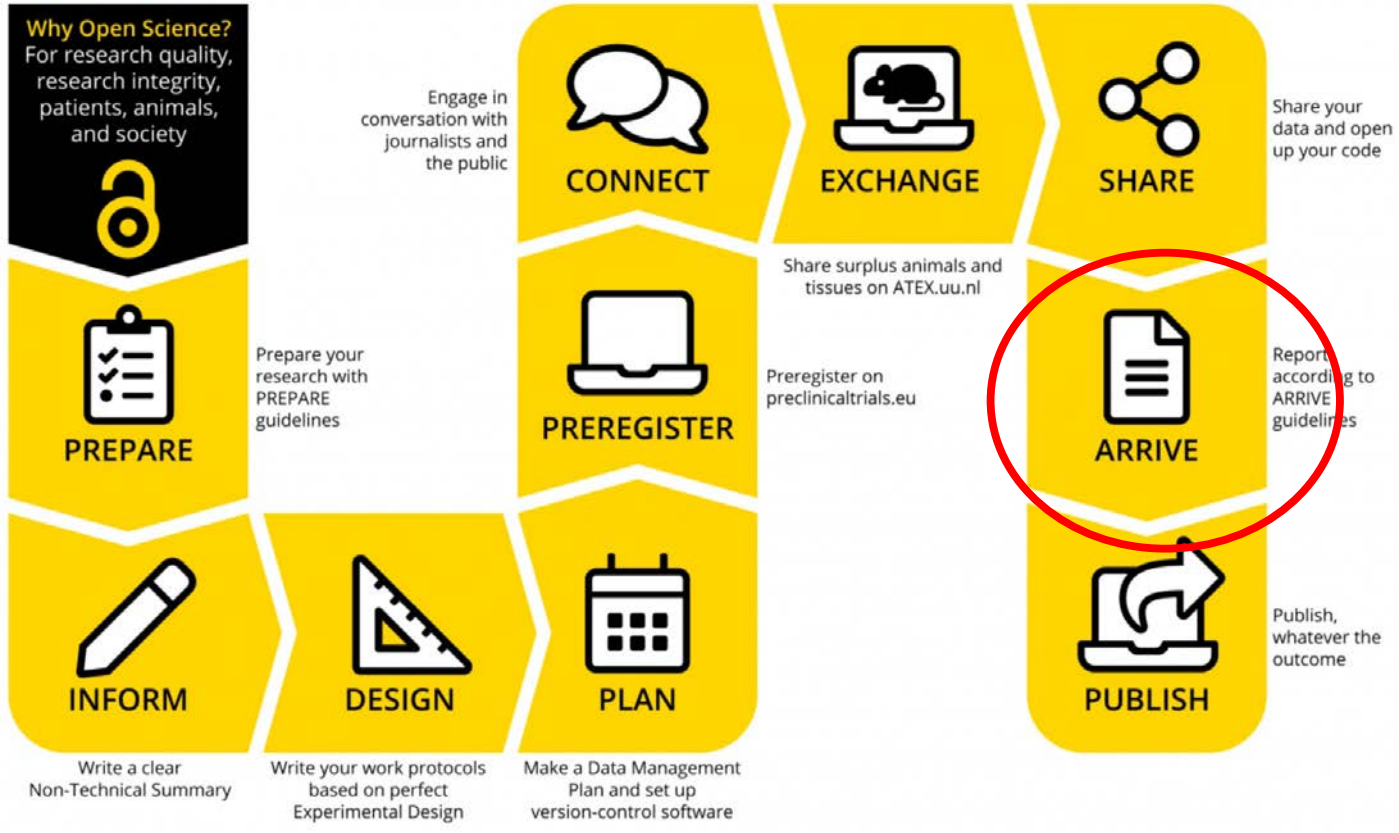 Why Open Science?
For research quality,
research integrity,
patients, animals,
and society
PREPARE
Prepare your
research with
PREPARE
guidelines
INFORM
Write a clear
Non-Technical Summary
DESIGN
Write your work protocols
based on perfect
Experimental Design
PLAN
Make a Data Management
Plan and set up
version-control software
PREREGISTER
Preregister on
preclinicaltrials.eu
CONNECT
Engage in
conversation with
journalists and
the public
EXCHANGE
Share surplus animals and
tissues on ATEX.uu.nl
SHARE
Share your
data and open
up your code
ARRIVE
Report
according to
ARRIVE
guidelines
PUBLISH
Publish,
whatever the
outcome